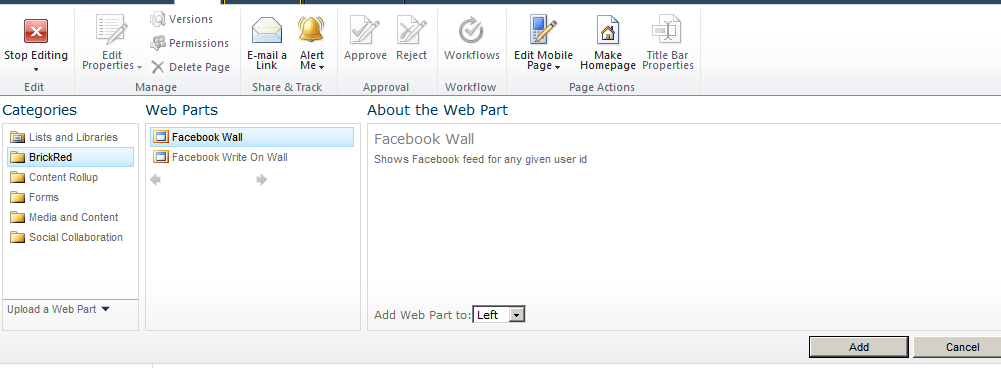 Stop Editing
Edit
Edit Properties
Versions
Permissions
Delete Page
Manage
E-mail a Link
Alert Me
Share & Track
Approve
Reject
Approval
Workflows
Workflow
Edit Mobile Page
Make Homepage
Title Bar Properties
Page Actions
Categories
Lists and Libraries
BrickRed
Content Rollup
Forms
Media and Content
Social Collaboration
Upload a Web Part
Web Parts
Facebook Wall
Facebook Write On Wall
About the Web Part
Facebook Wall
Shows Facebook feed for any given user id
Add Web Part to: Left
Add
Cancel